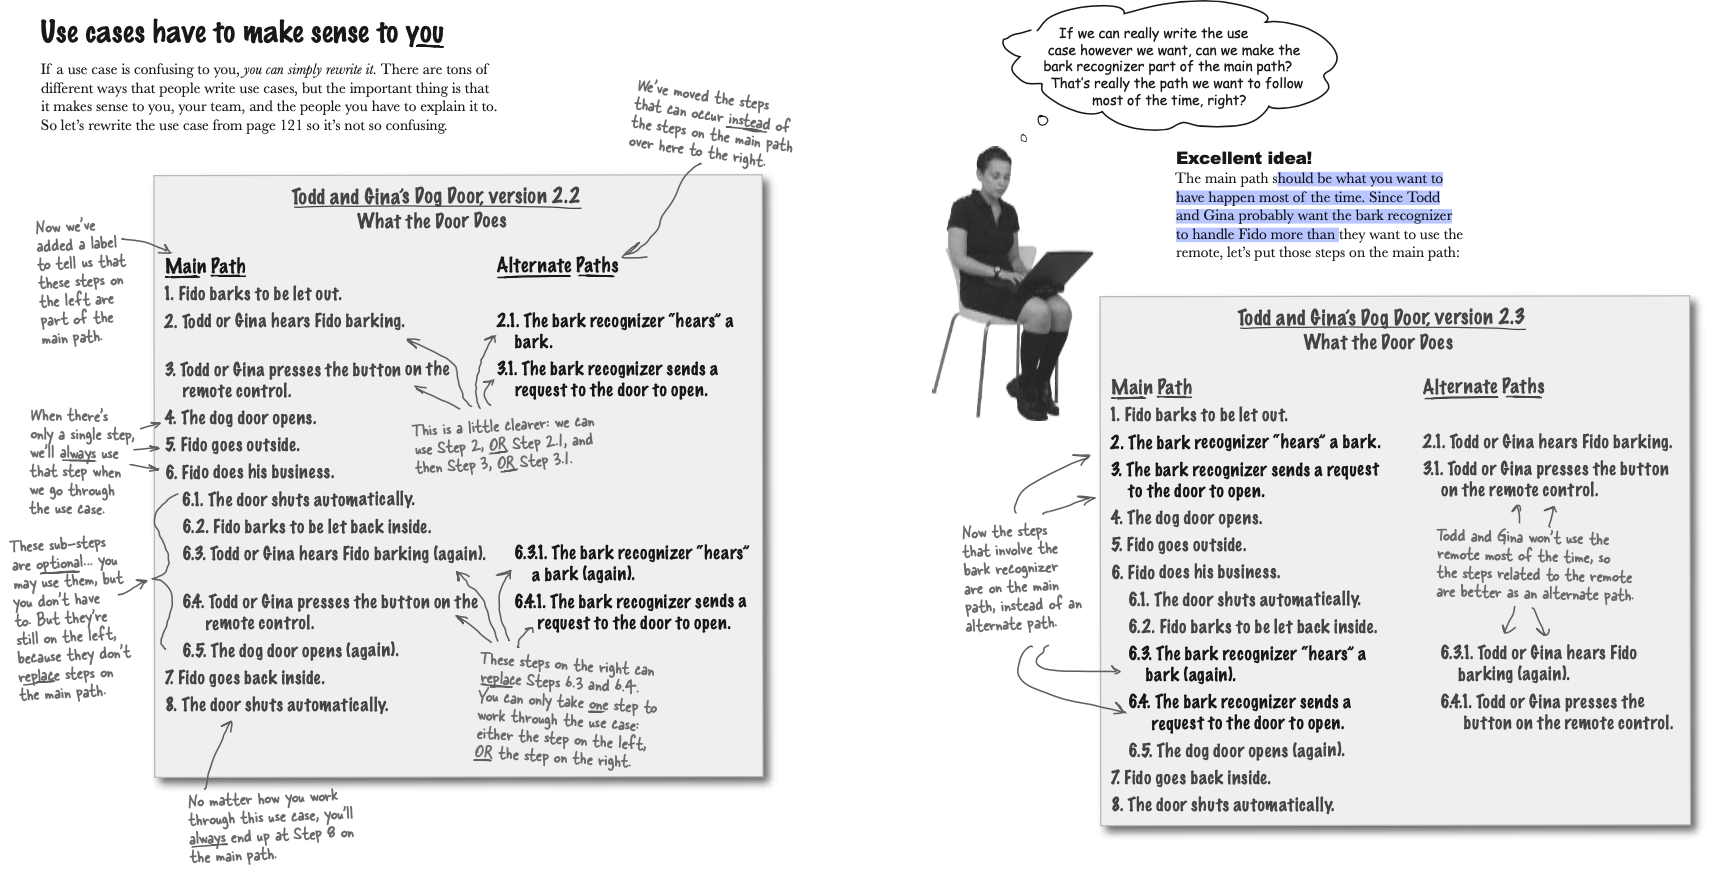 Use cases have to make sense to you
If a use case is confusing to you, you can simply rewrite it. There are tons of
different ways that people write use cases, but the important thing is that
it makes sense to you, your team, and the people you have to explain it to.
So let's rewrite the use case from page 121 so it's not so confusing.
We've moved the steps
that can occur instead of
the steps on the main path
over here to the right.
Todd and Gina's Dog Door, version 2.2
What the Door Does
Now we've
added a label
to tell us that
these steps on
the left are
part of the
main path.
Main Path
1. Fido barks to be let out.
2. Todd or Gina hears Fido barking.
3. Todd or Gina presses the button on the
remote control.
4. The dog door opens.
5. Fido goes outside.
6. Fido does his business.
6.1. The door shuts automatically.
6.2. Fido barks to be let back inside.
6.3. Todd or Gina hears Fido barking (again).
6.4. Todd or Gina presses the button on the
remote control.
6.5. The dog door opens (again).
7. Fido goes back inside.
8. The door shuts automatically.
Alternate Paths
2.1. The bark recognizer "hears" a
bark.
3.1. The bark recognizer sends a
request to the door to open.
6.3.1. The bark recognizer "hears"
a bark (again).
6.4.1. The bark recognizer sends a
request to the door to open.
When there's
only a single step,
we'll always use
that step when
we go through
the use case.
This is a little clearer: we can
use Step 2, OR Step 2.1, and
then Step 3, OR Step 3.1.
These sub-steps
are optional... you
may use them, but
you don't have
to. But they're
still on the left,
because they don't
replace steps on
the main path.
These steps on the right can
replace Steps 6.3 and 6.4.
You can only take one step to
work through the use case:
either the step on the left,
OR the step on the right.
No matter how you work
through this use case, you'll
always end up at Step 8 on
the main path.
If we can really write the use
case however we want, can we make the
bark recognizer part of the main path?
That's really the path we want to follow
most of the time, right?
Excellent idea!
The main path should be what you want to
have happen most of the time. Since Todd
and Gina probably want the bark recognizer
to handle Fido more than they want to use the
remote, let's put those steps on the main path:
Todd and Gina's Dog Door, version 2.3
What the Door Does
Main Path
1. Fido barks to be let out.
2. The bark recognizer "hears" a bark.
3. The bark recognizer sends a request
to the door to open.
4. The dog door opens.
5. Fido goes outside.
6. Fido does his business.
6.1. The door shuts automatically.
6.2. Fido barks to be let back inside.
6.3. The bark recognizer "hears" a
bark (again).
6.4. The bark recognizer sends a
request to the door to open.
6.5. The dog door opens (again).
7. Fido goes back inside.
8. The door shuts automatically.
Alternate Paths
2.1. Todd or Gina hears Fido barking.
3.1. Todd or Gina presses the button
on the remote control.
Todd and Gina won't use the
remote most of the time, so
the steps related to the remote
are better as an alternate path.
6.3.1. Todd or Gina hears Fido
barking (again).
6.4.1. Todd or Gina presses the
button on the remote control.
Now the steps
that involve the
bark recognizer
are on the main
path, instead of an
alternate path.